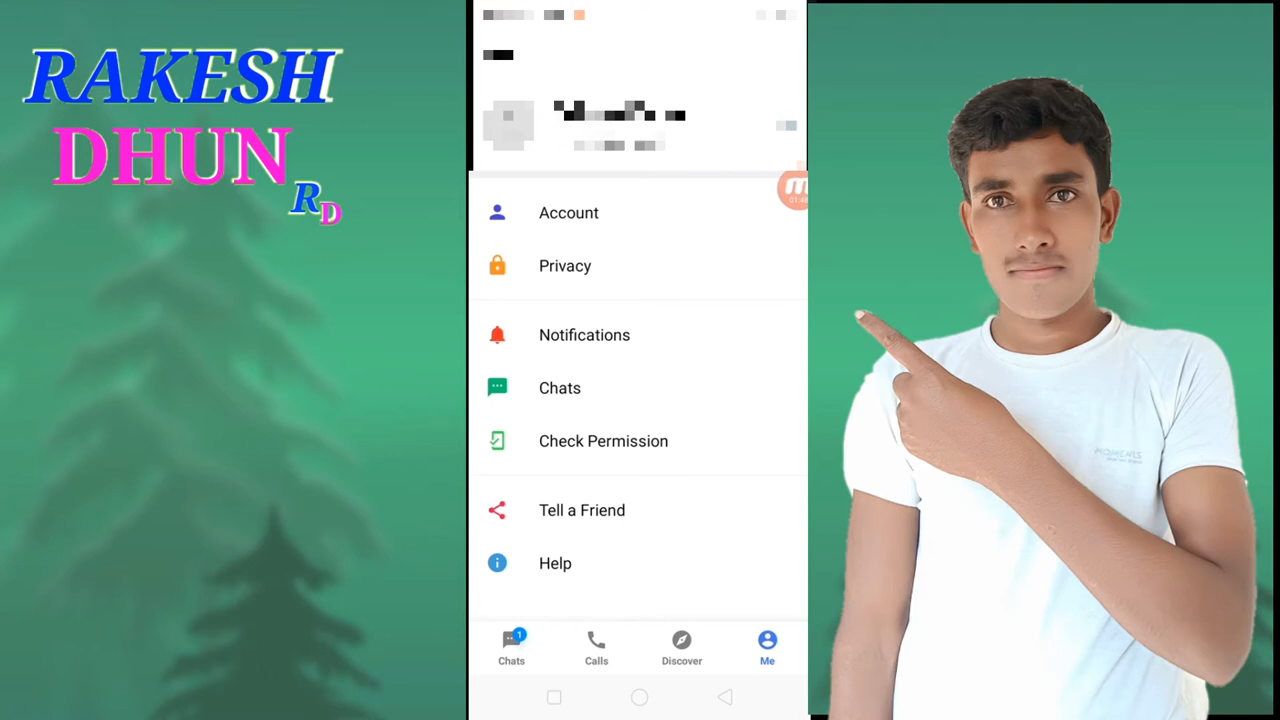 RAKESH
DHUN
RD
Account
Privacy
Notifications
Chats
Check Permission
Tell a Friend
Help
1
Chats
Calls
Discover
Me